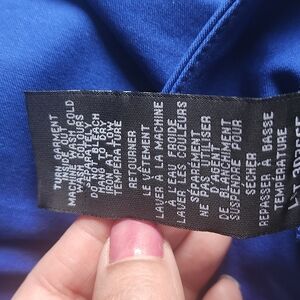 TURN GARMENT
INSIDE OUT
MACHINE WASH COLD
WASH COLOURS
SEPARATELY
DO NOT BLEACH
HANG TO DRY
IRON AT LOW
TEMPERATURE
RETOURNER
LE VÊTEMENT
LAVER À LA MACHINE
À L'EAU FROIDE
LAVER LES COULEURS
SÉPARÉMENT
NE PAS UTILISER
D'AGENT
DE BLANCHIMENT
SUSPENDRE POUR
SÉCHER
REPASSER À BASSE
TEMPÉRATURE